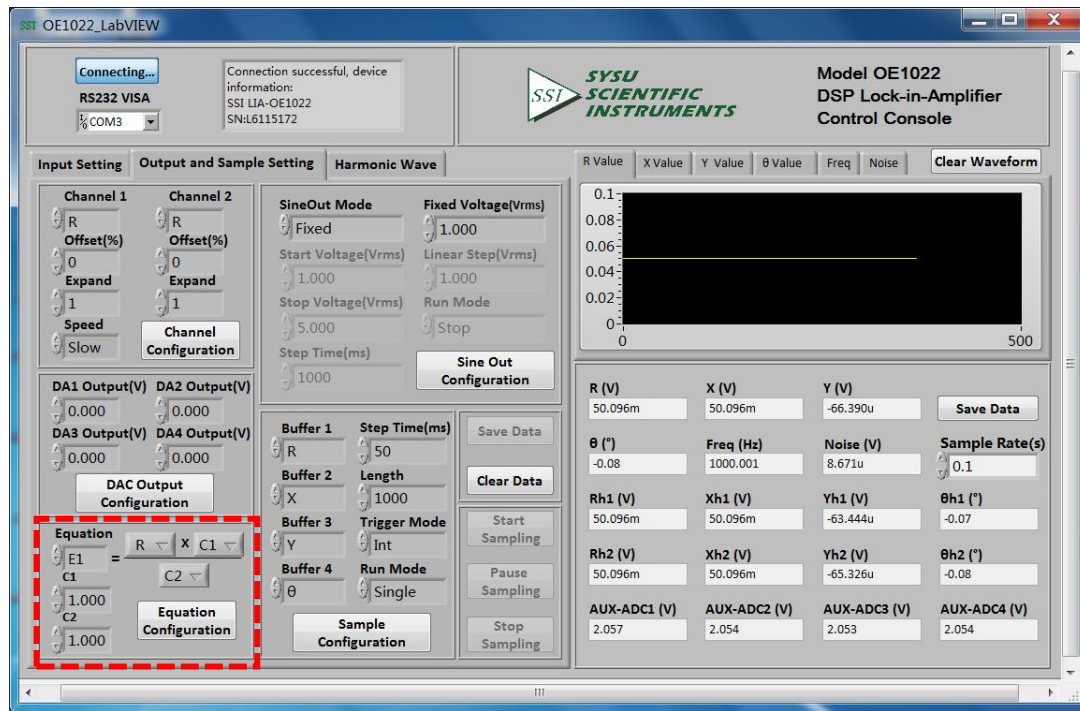 SSI OE1022_LabVIEW
Connecting...
RS232 VISA
COM3
Connection successful, device
information:
SSI LIA-OE1022
SN:L6115172
SSI
SYSU
SCIENTIFIC
INSTRUMENTS
Model OE1022
DSP Lock-in-Amplifier
Control Console
Input Setting Output and Sample Setting Harmonic Wave
Channel 1 Channel 2
R R
Offset(%) Offset(%)
0 0
Expand Expand
1 1
Speed
Slow
Channel
Configuration
DA1 Output(V) DA2 Output(V)
0.000 0.000
DA3 Output(V) DA4 Output(V)
0.000 0.000
DAC Output
Configuration
Equation
E1 = R X C1
C2
C1
1.000
C2
1.000
Equation
Configuration
SineOut Mode Fixed Voltage(Vrms)
Fixed 1.000
Start Voltage(Vrms) Linear Step(Vrms)
1.000 1.000
Stop Voltage(Vrms) Run Mode
5.000 Stop
Step Time(ms)
1000
Sine Out
Configuration
Buffer 1 Step Time(ms)
R 50
Buffer 2 Length
X 1000
Buffer 3 Trigger Mode
Y Int
Buffer 4 Run Mode
θ Single
Sample
Configuration
Save Data
Clear Data
Start
Sampling
Pause
Sampling
Stop
Sampling
R Value X Value Y Value θ Value Freq Noise Clear Waveform
0.1
0.08
0.06
0.04
0.02
0
0 500
R (V) X (V) Y (V)
50.096m 50.096m -66.390u Save Data
θ (°) Freq (Hz) Noise (V) Sample Rate(s)
-0.08 1000.001 8.671u 0.1
Rh1 (V) Xh1 (V) Yh1 (V) θh1 (°)
50.096m 50.096m -63.444u -0.07
Rh2 (V) Xh2 (V) Yh2 (V) θh2 (°)
50.096m 50.096m -65.326u -0.08
AUX-ADC1 (V) AUX-ADC2 (V) AUX-ADC3 (V) AUX-ADC4 (V)
2.057 2.054 2.053 2.054